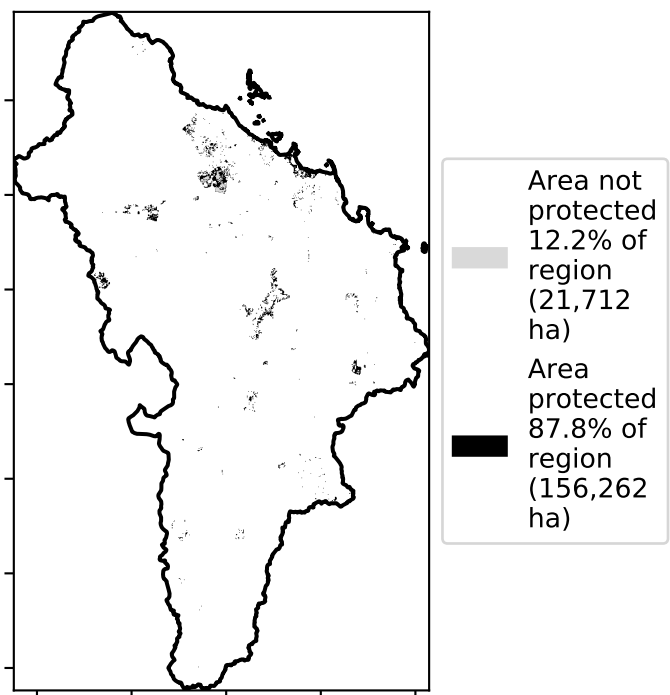 Area not
protected
12.2% of
region
(21,712
ha)
Area
protected
87.8% of
region
(156,262
ha)